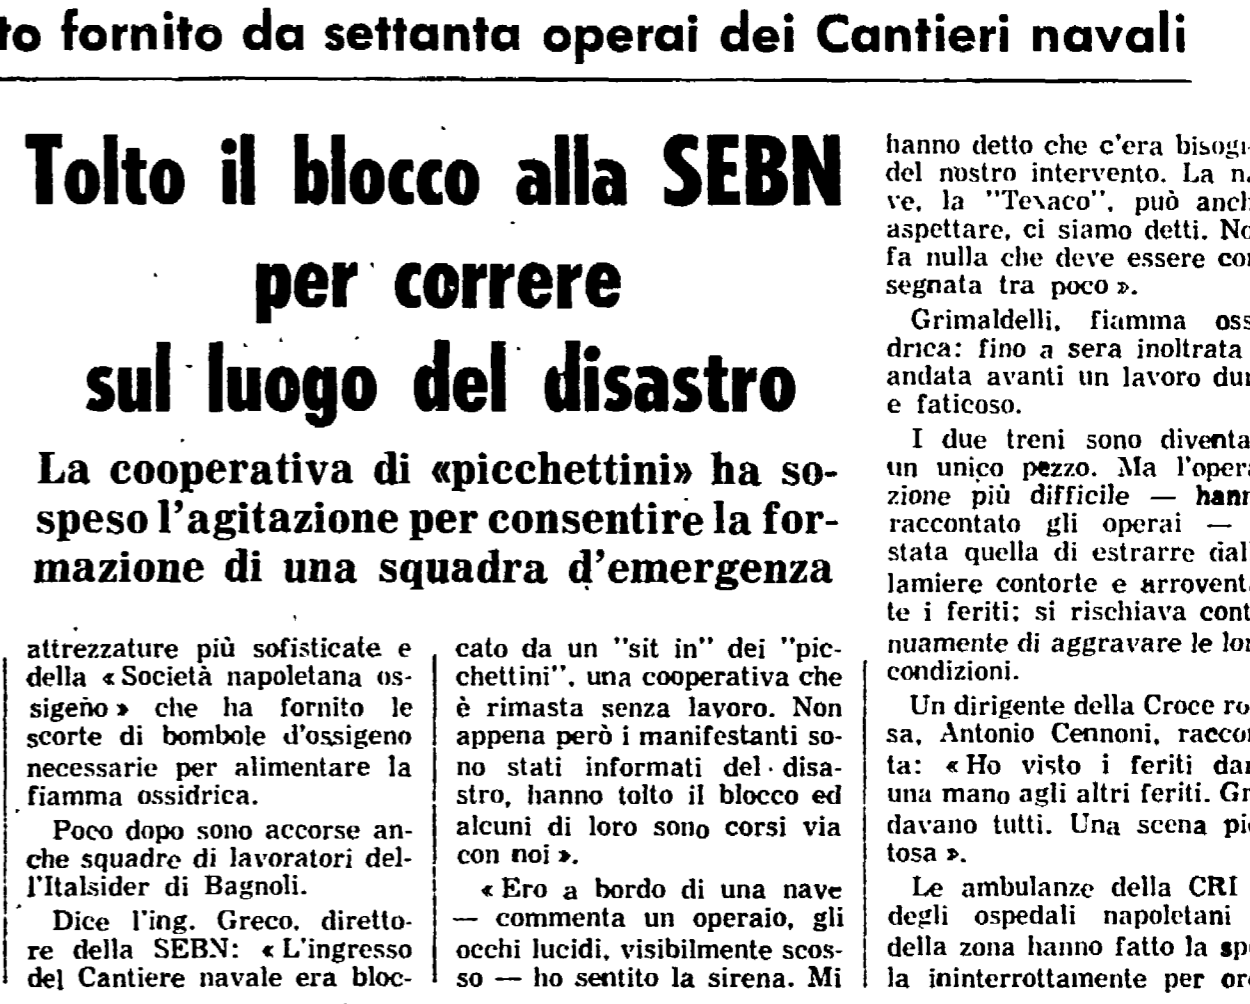 to fornito da settanta operai dei Cantieri navali
Tolto il blocco alla SEBN
per correre
sul luogo del disastro
La cooperativa di «picchettini» ha so-
speso l'agitazione per consentire la for-
mazione di una squadra d'emergenza
attrezzature più sofisticate e
della « Società napoletana os-
sigeno » che ha fornito le
scorte di bombole d'ossigeno
necessarie per alimentare la
fiamma ossidrica.
Poco dopo sono accorse an-
che squadre di lavoratori del-
l'Italsider di Bagnoli.
Dice l'ing. Greco, diretto-
re della SEBN: « L'ingresso
del Cantiere navale era bloc-
cato da un "sit in" dei "pic-
chettini", una cooperativa che
è rimasta senza lavoro. Non
appena però i manifestanti so-
no stati informati del disa-
stro, hanno tolto il blocco ed
alcuni di loro sono corsi via
con noi ».
« Ero a bordo di una nave
— commenta un operaio, gli
occhi lucidi, visibilmente scos-
so — ho sentito la sirena. Mi
hanno detto che c'era bisogn
del nostro intervento. La na
ve, la "Texaco", può anch
aspettare, ci siamo detti. No
fa nulla che deve essere con
segnata tra poco ».
Grimaldelli, fiamma oss
drica: fino a sera inoltrata
andata avanti un lavoro dur
e faticoso.
I due treni sono diventa
un unico pezzo. Ma l'opera
zione più difficile — hann
raccontato gli operai —
stata quella di estrarre dall
lamiere contorte e arroventa
te i feriti; si rischiava cont
nuamente di aggravare le lor
condizioni.
Un dirigente della Croce ro
sa, Antonio Cennoni, raccon
ta: « Ho visto i feriti dar
una mano agli altri feriti. Gr
davano tutti. Una scena pie
tosa ».
Le ambulanze della CRI
degli ospedali napoletani
della zona hanno fatto la spo
la ininterrottamente per ore